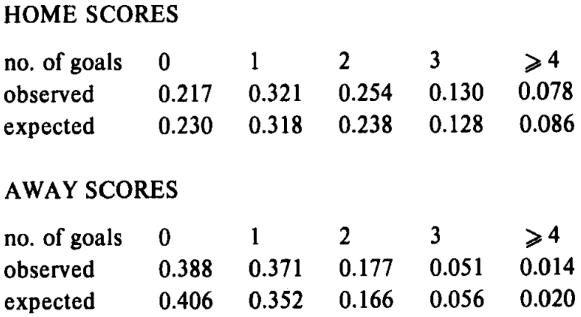 HOME SCORES
no. of goals 0 1 2 3 ⩾ 4
observed 0.217 0.321 0.254 0.130 0.078
expected 0.230 0.318 0.238 0.128 0.086
AWAY SCORES
no. of goals 0 1 2 3 ⩾ 4
observed 0.388 0.371 0.177 0.051 0.014
expected 0.406 0.352 0.166 0.056 0.020